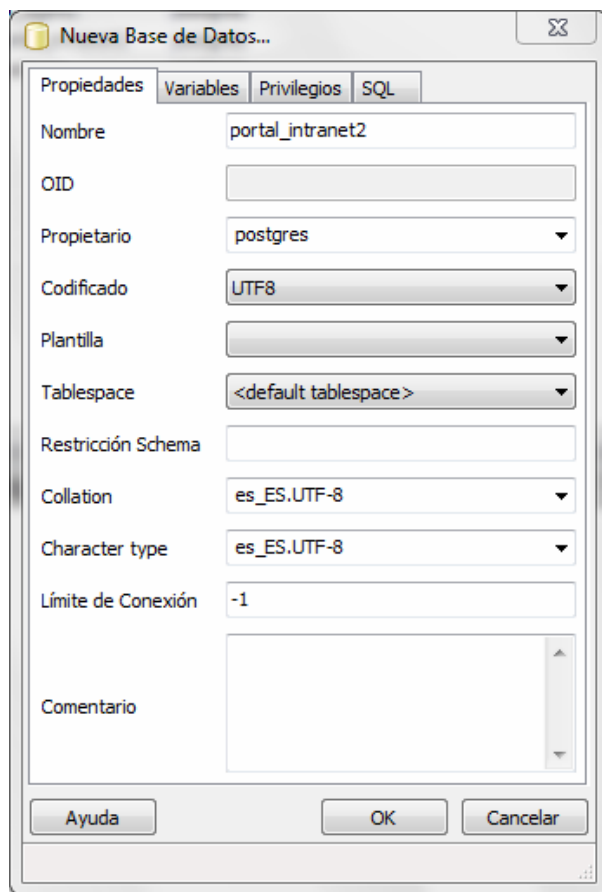 Nueva Base de Datos...
Propiedades Variables Privilegios SQL
Nombre portal_intranet2
OID
Propietario postgres
Codificado UTF8
Plantilla
Tablespace <default tablespace>
Restricción Schema
Collation es_ES.UTF-8
Character type es_ES.UTF-8
Límite de Conexión -1
Comentario
Ayuda OK Cancelar